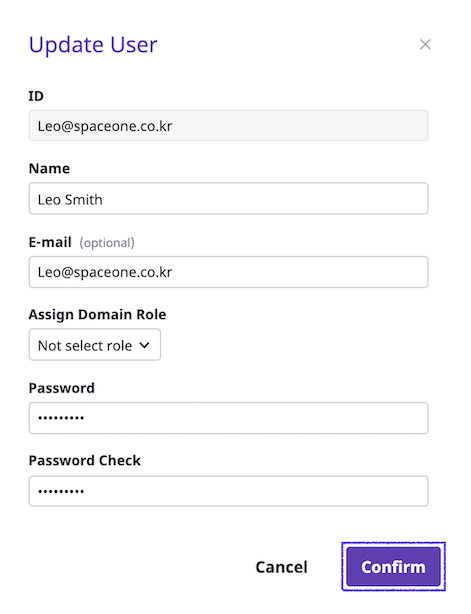 Update User
ID
Leo@spaceone.co.kr
Name
Leo Smith
E-mail (optional)
Leo@spaceone.co.kr
Assign Domain Role
Not select role
Password
•••••••••
Password Check
•••••••••
Cancel Confirm